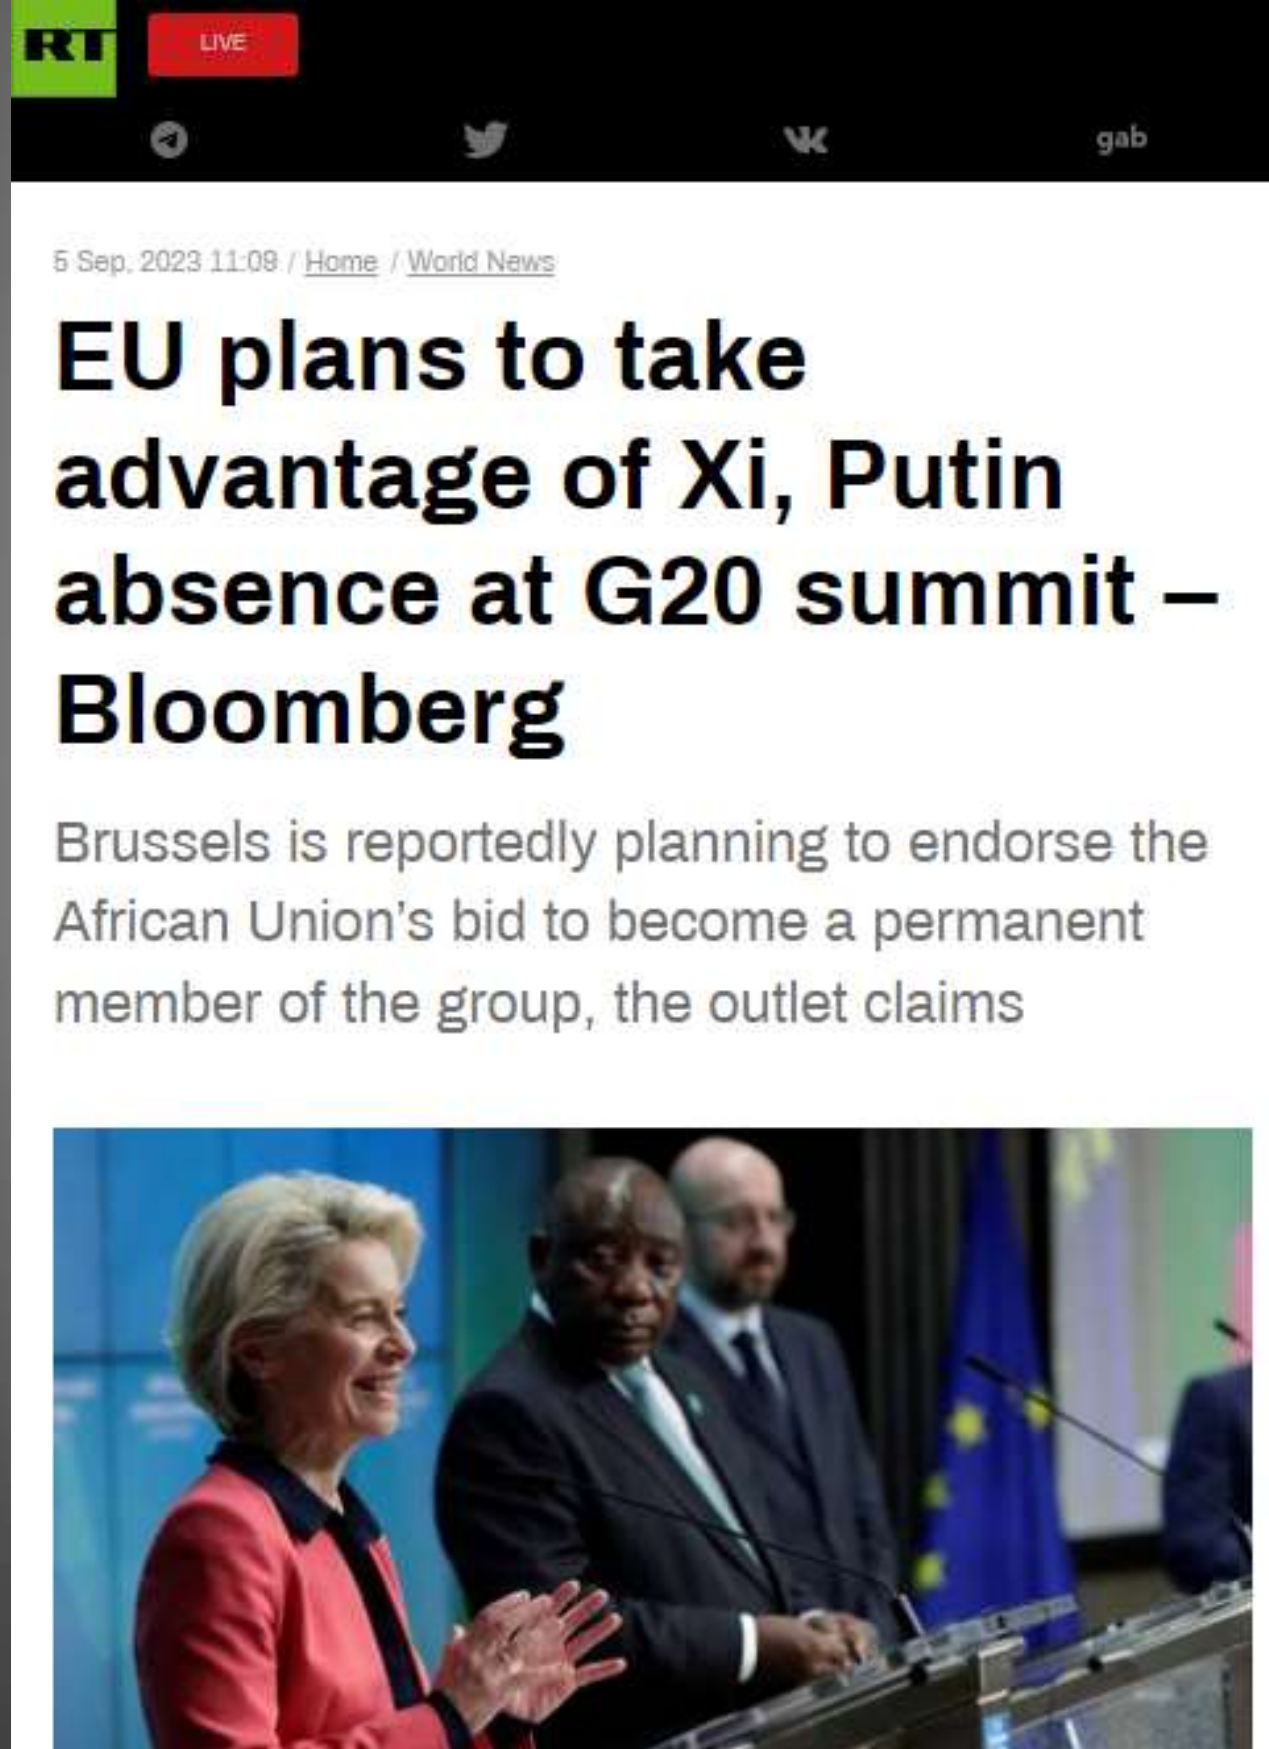 RT
LIVE
gab
5 Sep, 2023 11:09 / Home / World News
EU plans to take
advantage of Xi, Putin
absence at G20 summit –
Bloomberg
Brussels is reportedly planning to endorse the
African Union's bid to become a permanent
member of the group, the outlet claims